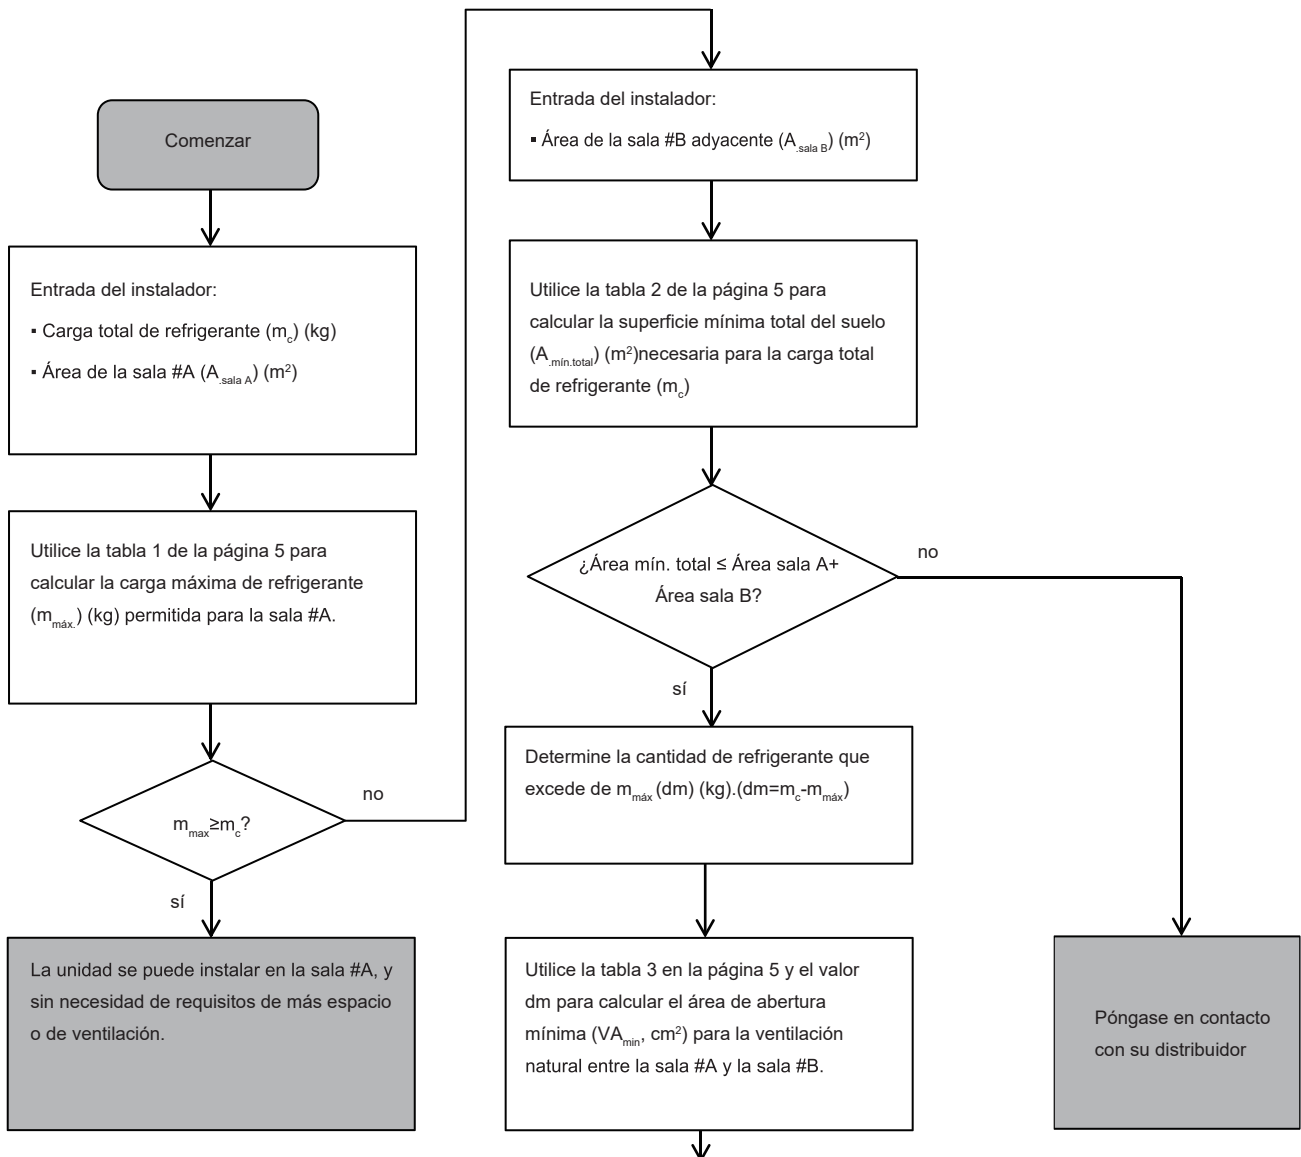 Comenzar
Entrada del instalador:
▪ Carga total de refrigerante (mc) (kg)
▪ Área de la sala #A (A.sala A) (m²)
Utilice la tabla 1 de la página 5 para
calcular la carga máxima de refrigerante
(mmáx.) (kg) permitida para la sala #A.
mmax≥mc?
no
sí
La unidad se puede instalar en la sala #A, y
sin necesidad de requisitos de más espacio
o de ventilación.
Entrada del instalador:
▪ Área de la sala #B adyacente (A.sala B) (m²)
Utilice la tabla 2 de la página 5 para
calcular la superficie mínima total del suelo
(A.mín.total) (m²)necesaria para la carga total
de refrigerante (mc)
¿Área mín. total ≤ Área sala A+
Área sala B?
no
sí
Determine la cantidad de refrigerante que
excede de mmáx (dm) (kg).(dm=mc-mmáx)
Utilice la tabla 3 en la página 5 y el valor
dm para calcular el área de abertura
mínima (VAmin, cm²) para la ventilación
natural entre la sala #A y la sala #B.
Póngase en contacto
con su distribuidor